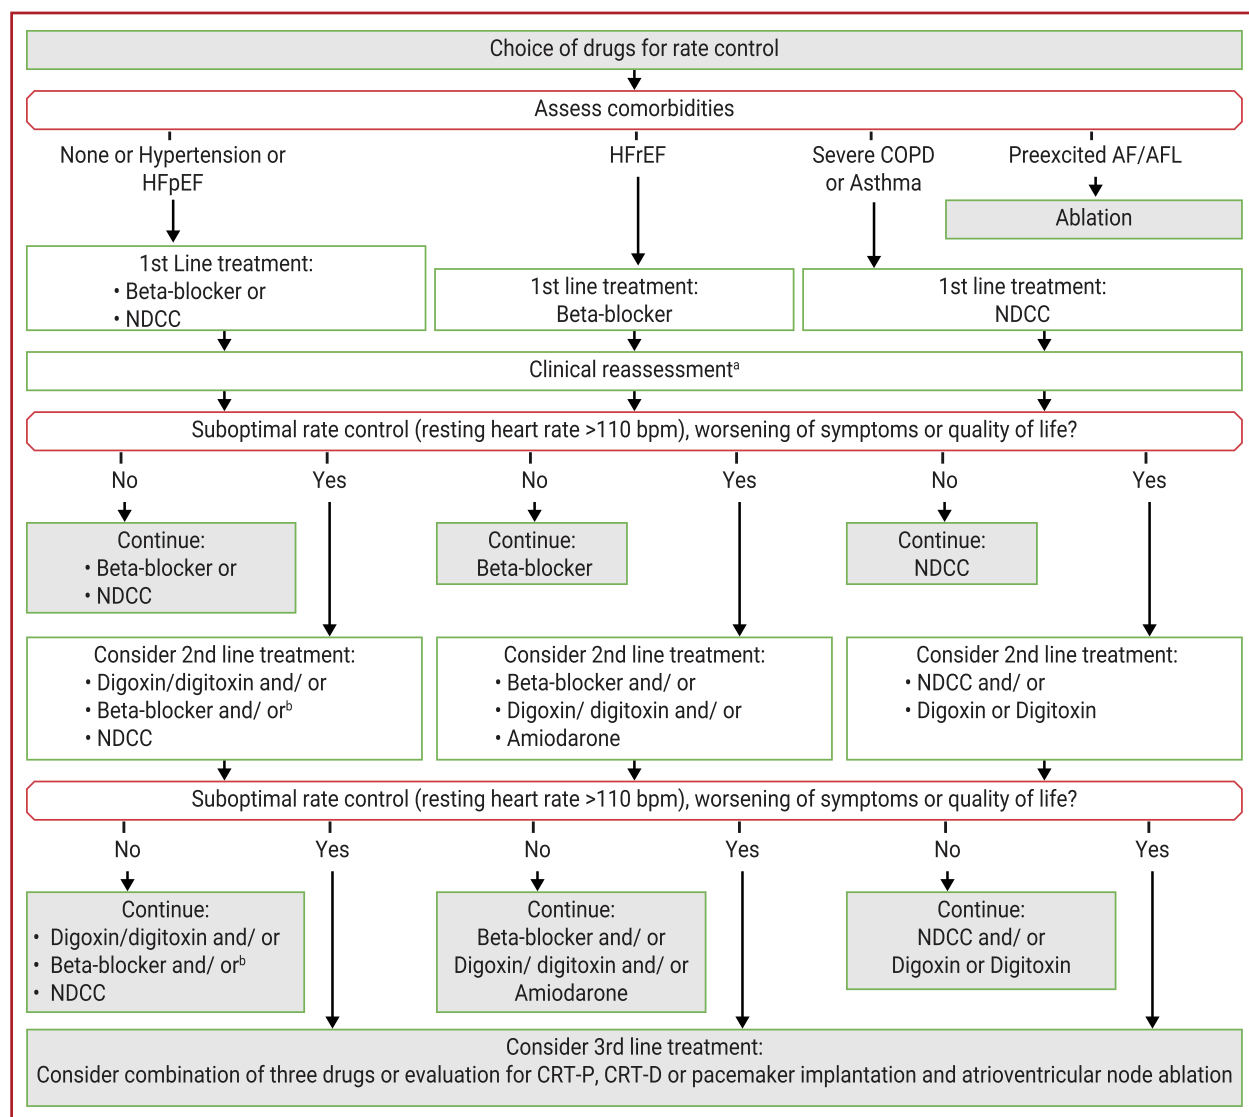 Choice of drugs for rate control
Assess comorbidities
None or Hypertension or
HFpEF
HFrEF
Severe COPD
or Asthma
Preexcited AF/AFL
Ablation
1st Line treatment:
• Beta-blocker or
• NDCC
1st line treatment:
Beta-blocker
1st line treatment:
NDCC
Clinical reassessmentᵃ
Suboptimal rate control (resting heart rate >110 bpm), worsening of symptoms or quality of life?
No
Yes
No
Yes
No
Yes
Continue:
• Beta-blocker or
• NDCC
Continue:
Beta-blocker
Continue:
NDCC
Consider 2nd line treatment:
• Digoxin/digitoxin and/ or
• Beta-blocker and/ orᵇ
• NDCC
Consider 2nd line treatment:
• Beta-blocker and/ or
• Digoxin/ digitoxin and/ or
• Amiodarone
Consider 2nd line treatment:
• NDCC and/ or
• Digoxin or Digitoxin
Suboptimal rate control (resting heart rate >110 bpm), worsening of symptoms or quality of life?
No
Yes
No
Yes
No
Yes
Continue:
• Digoxin/digitoxin and/ or
• Beta-blocker and/ orᵇ
• NDCC
Continue:
Beta-blocker and/ or
Digoxin/ digitoxin and/ or
Amiodarone
Continue:
NDCC and/ or
Digoxin or Digitoxin
Consider 3rd line treatment:
Consider combination of three drugs or evaluation for CRT-P, CRT-D or pacemaker implantation and atrioventricular node ablation